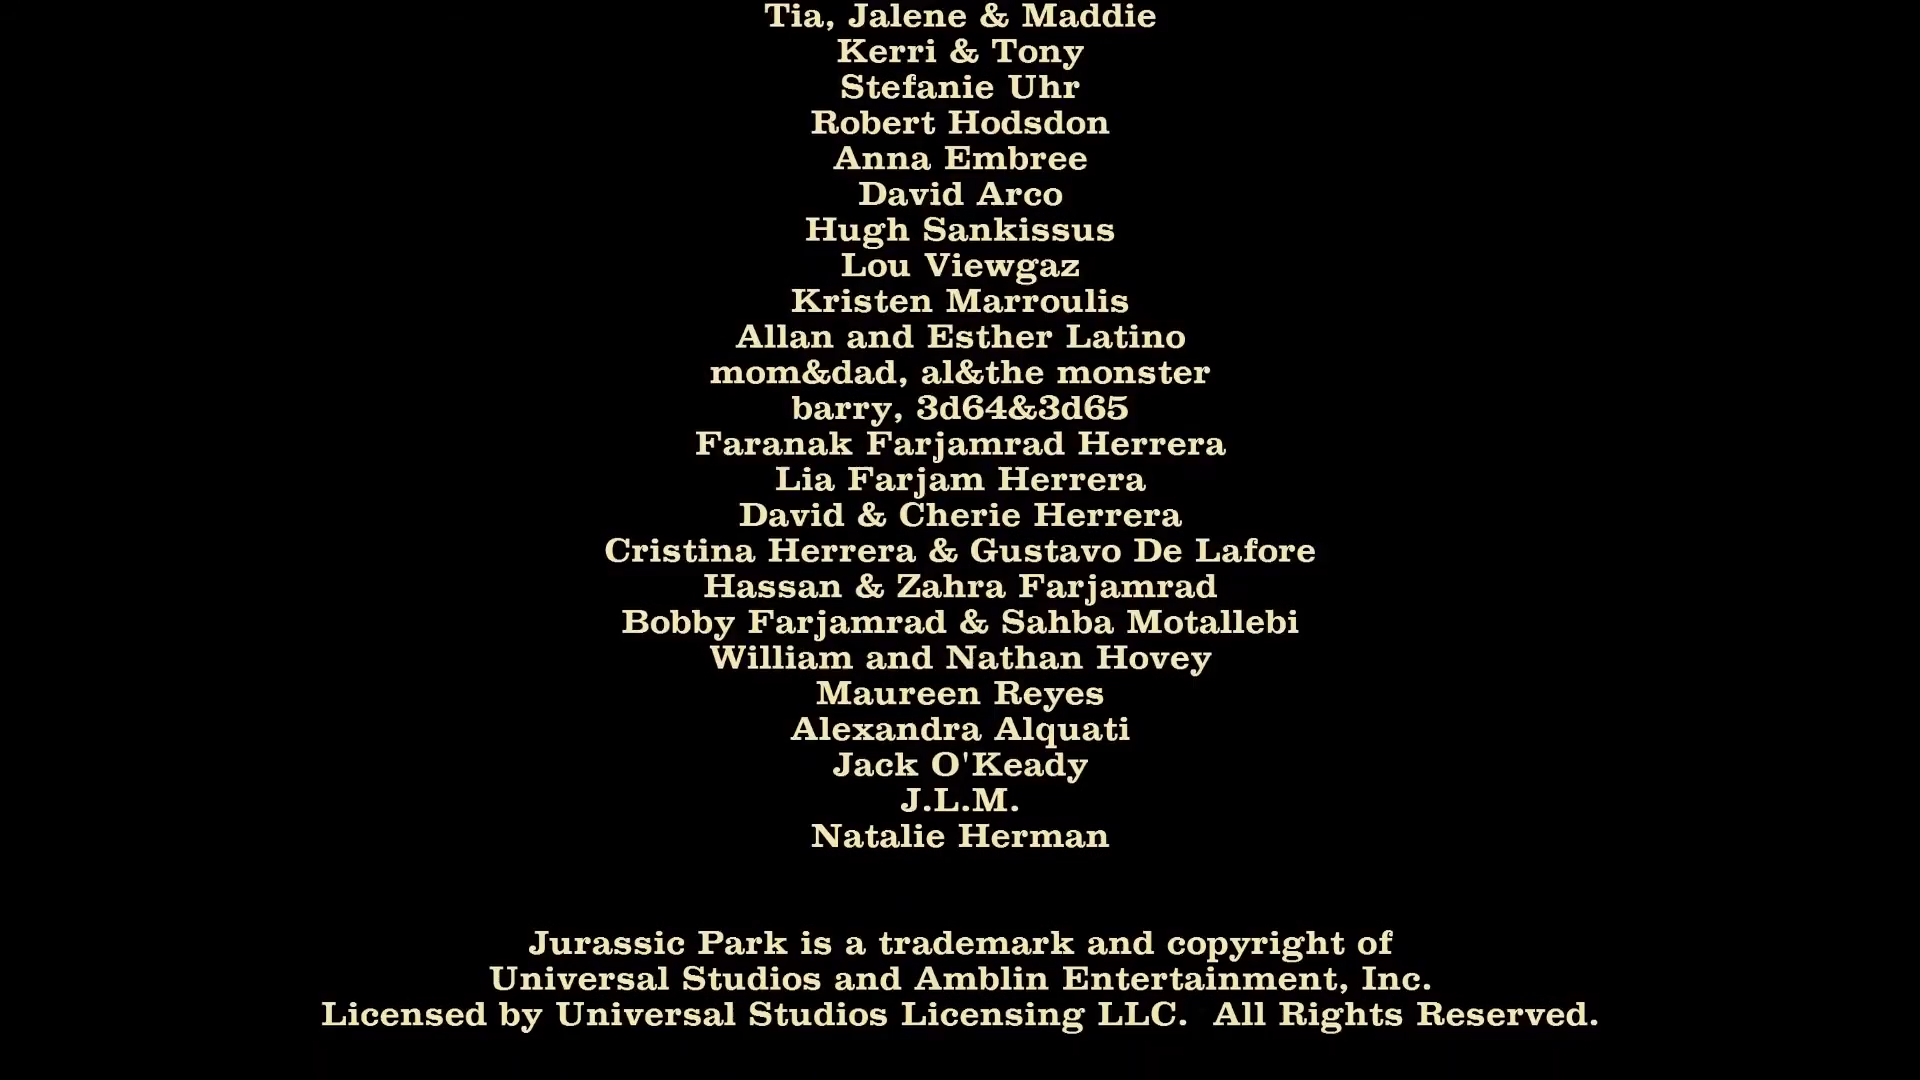 Tia, Jalene & Maddie
Kerri & Tony
Stefanie Uhr
Robert Hodsdon
Anna Embree
David Arco
Hugh Sankissus
Lou Viewgaz
Kristen Marroulis
Allan and Esther Latino
mom&dad, al&the monster
barry, 3d64&3d65
Faranak Farjamrad Herrera
Lia Farjam Herrera
David & Cherie Herrera
Cristina Herrera & Gustavo De Lafore
Hassan & Zahra Farjamrad
Bobby Farjamrad & Sahba Motallebi
William and Nathan Hovey
Maureen Reyes
Alexandra Alquati
Jack O'Keady
J.L.M.
Natalie Herman
Jurassic Park is a trademark and copyright of
Universal Studios and Amblin Entertainment, Inc.
Licensed by Universal Studios Licensing LLC.  All Rights Reserved.